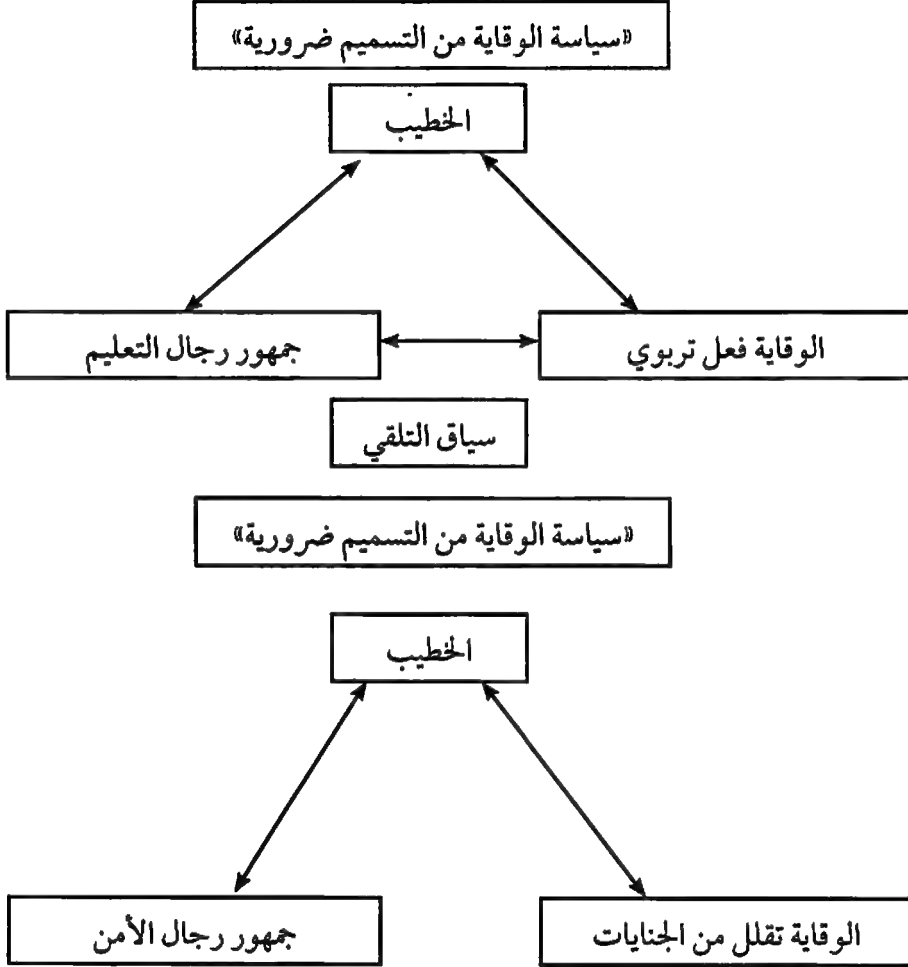 «سياسة الوقاية من التسميم ضرورية»
الخطيب
الوقاية فعل تربوي
جمهور رجال التعليم
سياق التلقي
«سياسة الوقاية من التسميم ضرورية»
الخطيب
الوقاية تقلل من الجنايات
جمهور رجال الأمن